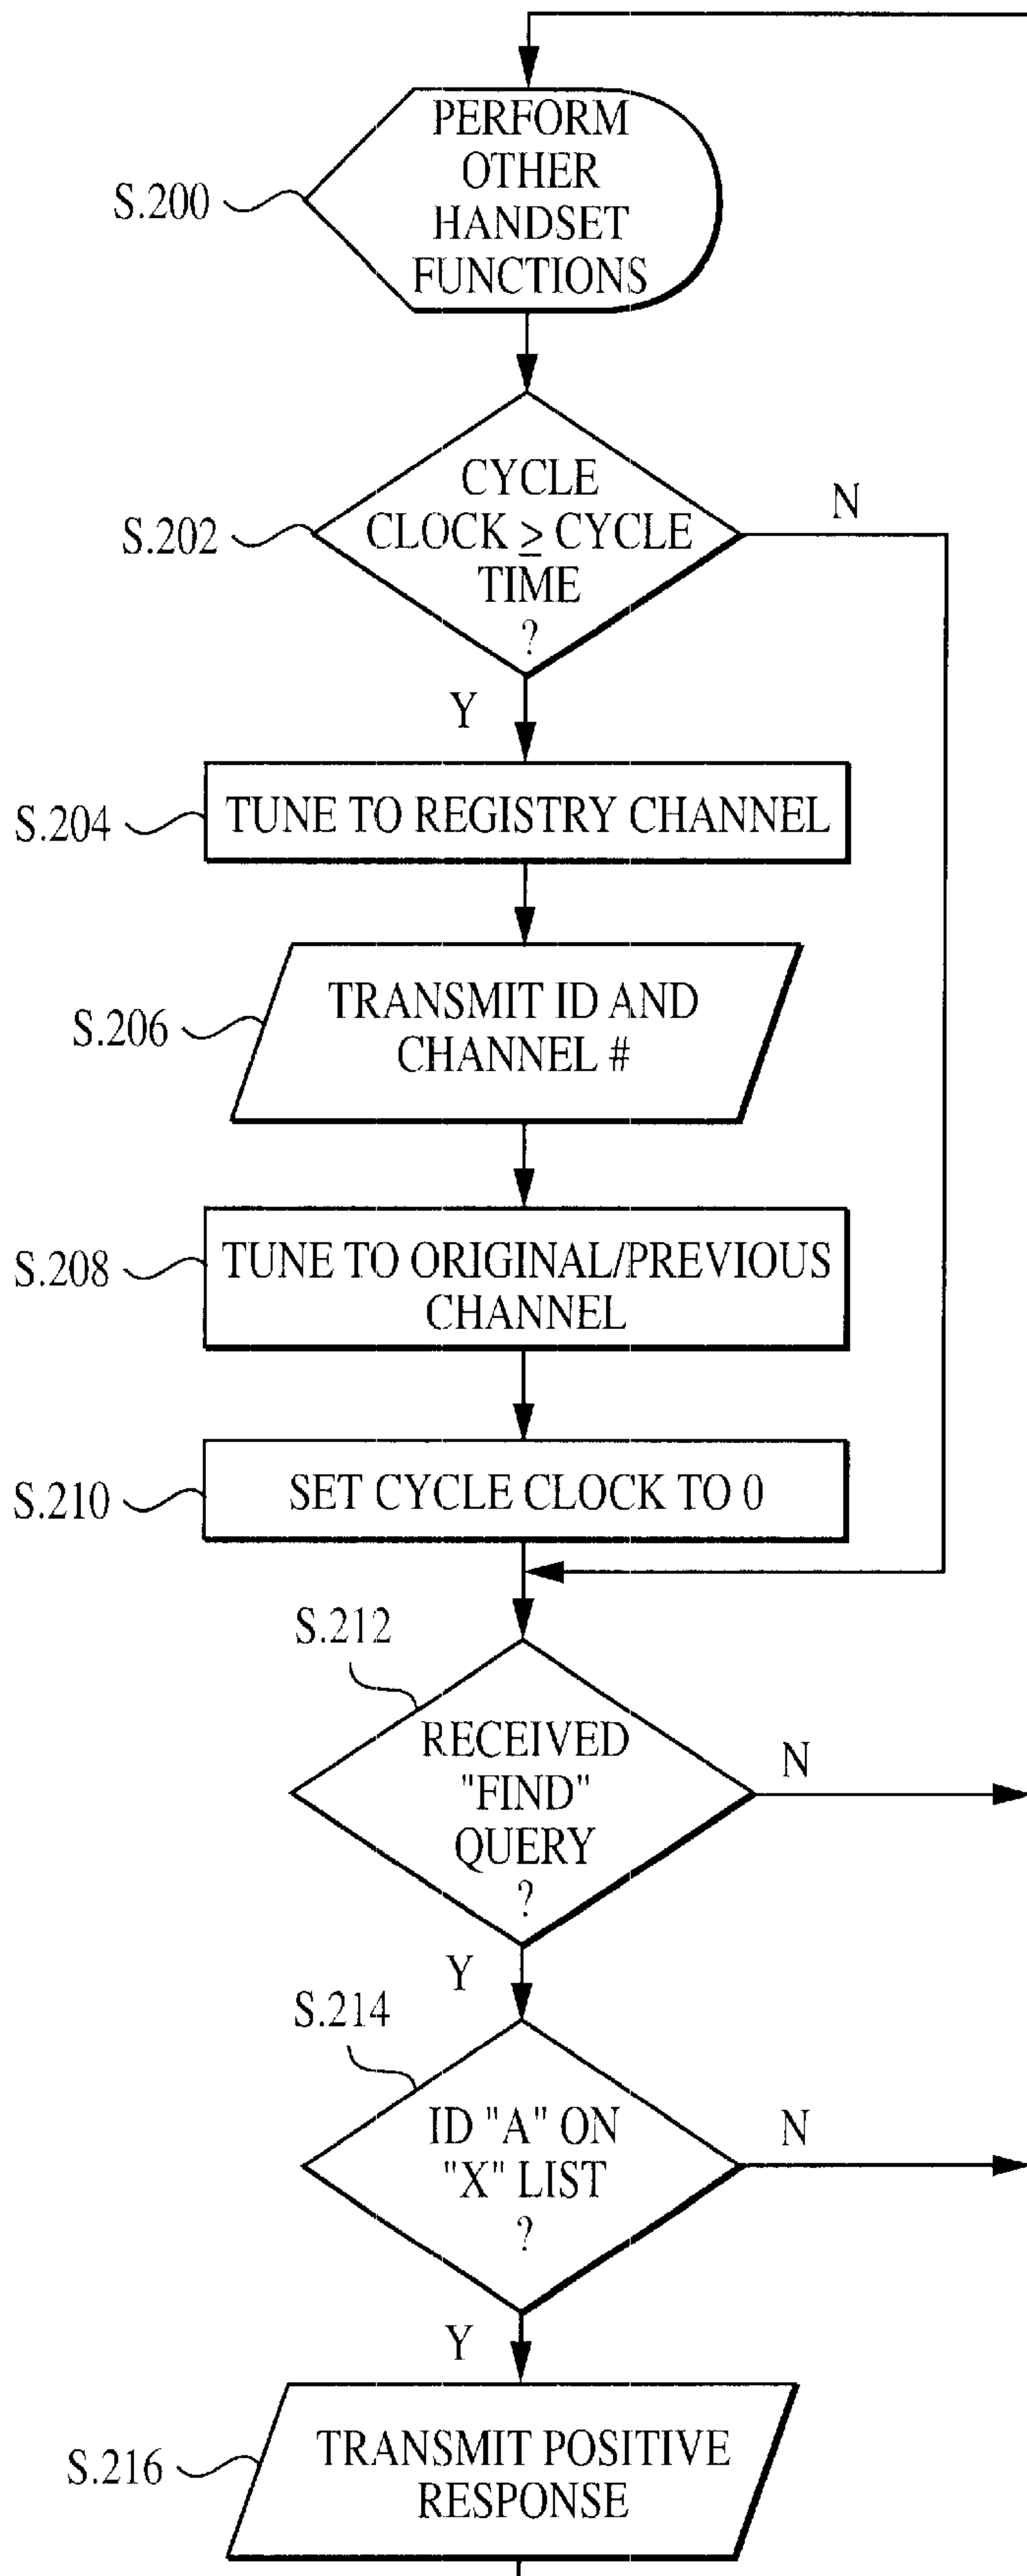 PERFORM
OTHER
HANDSET
FUNCTIONS
S.200
CYCLE
CLOCK ≥ CYCLE
TIME
?
S.202
N
Y
S.204
TUNE TO REGISTRY CHANNEL
TRANSMIT ID AND
CHANNEL #
S.206
TUNE TO ORIGINAL/PREVIOUS
CHANNEL
S.208
S.210
SET CYCLE CLOCK TO 0
S.212
RECEIVED
"FIND"
QUERY
?
N
Y
S.214
ID "A" ON
"X" LIST
?
N
Y
TRANSMIT POSITIVE
RESPONSE
S.216